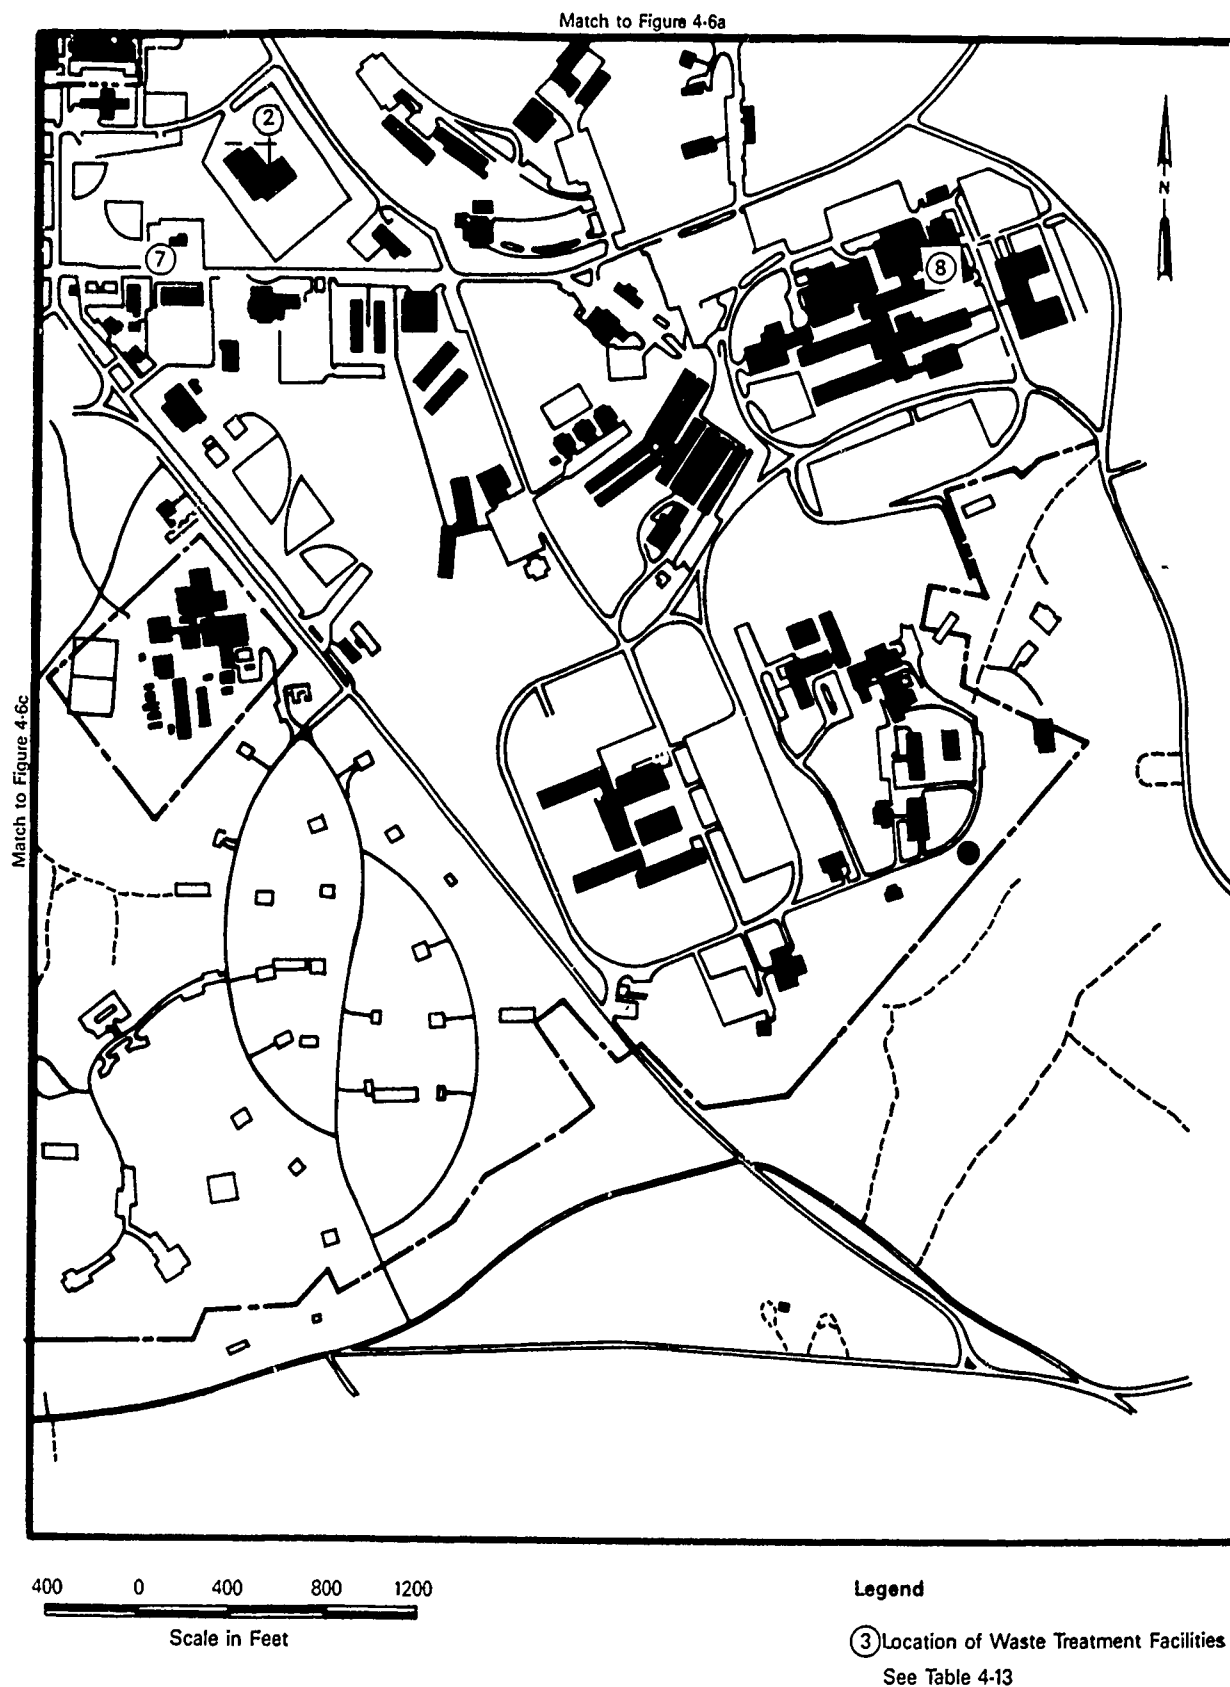 Match to Figure 4-6a
2
N
7
8
Match to Figure 4-6c
400 0 400 800 1200
Scale in Feet
Legend
3 Location of Waste Treatment Facilities
See Table 4-13